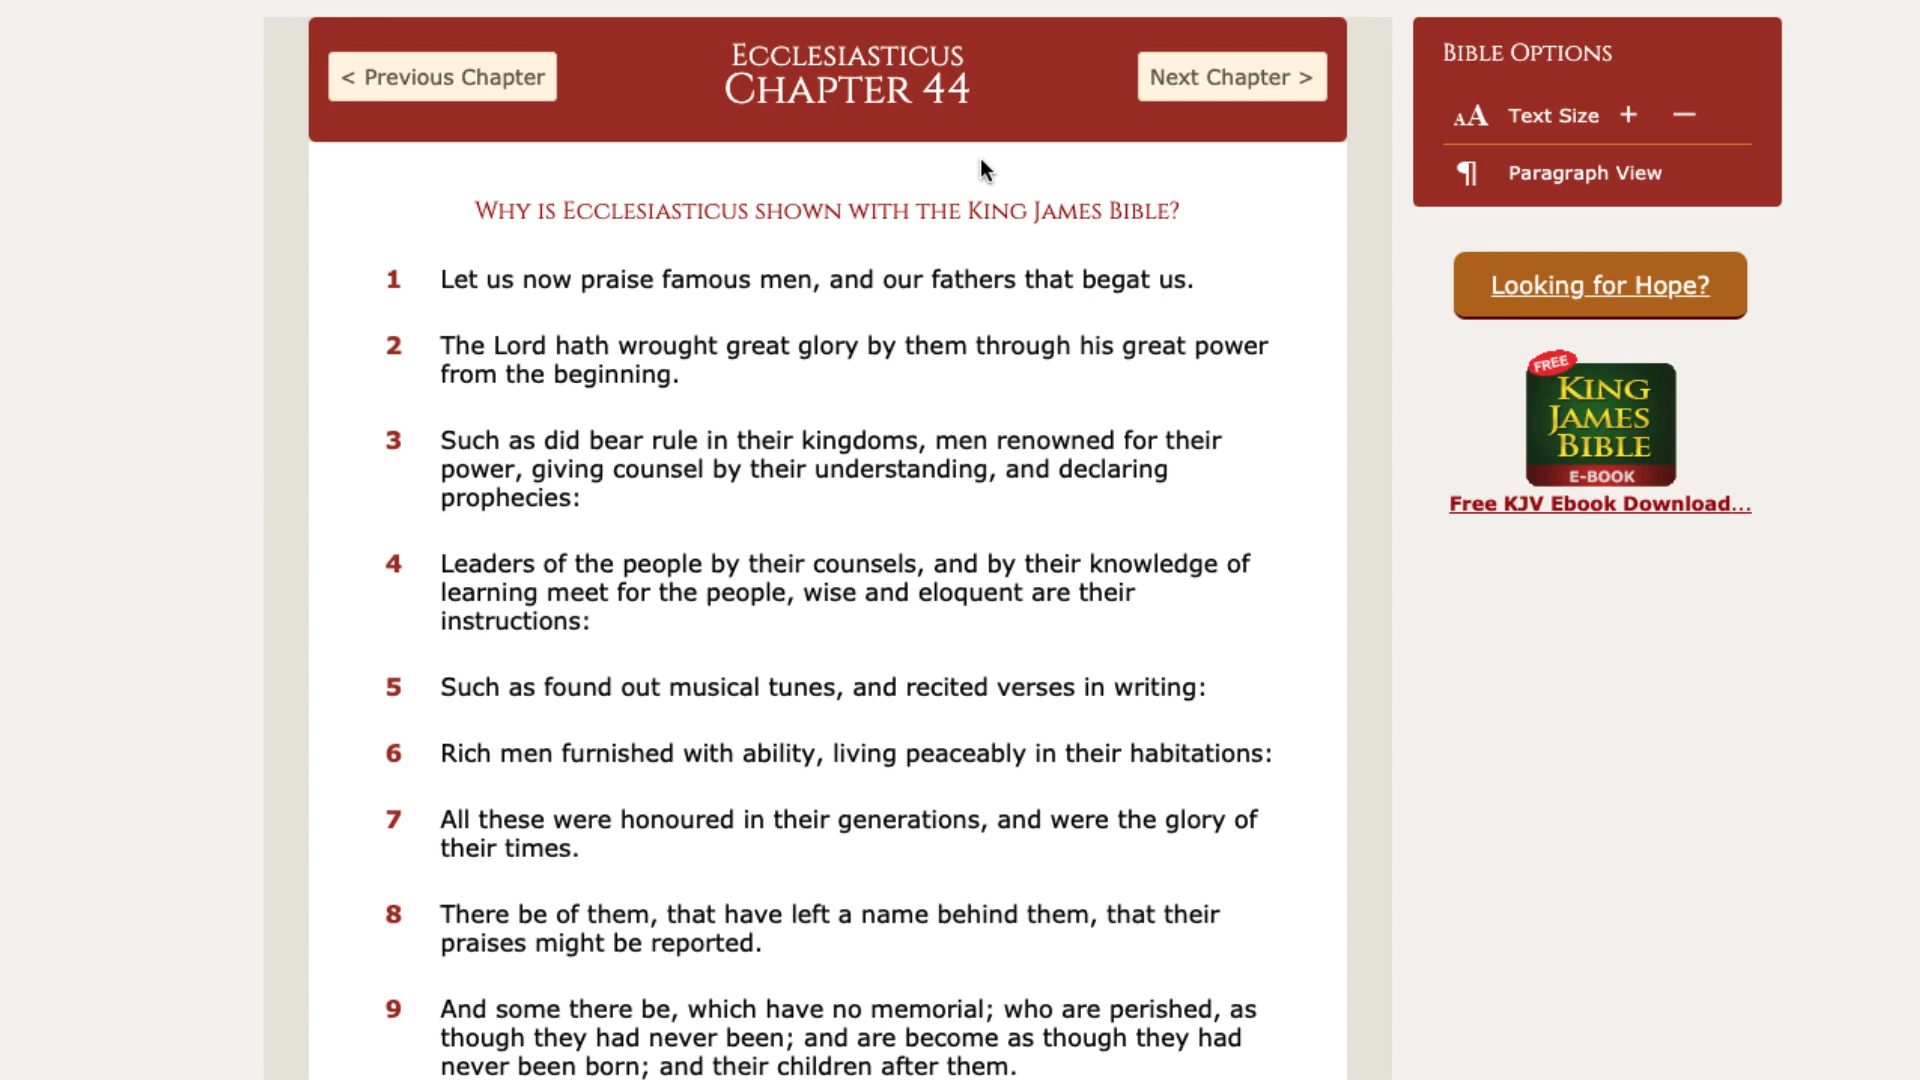 < Previous Chapter
Ecclesiasticus
Chapter 44
Next Chapter >
Why is Ecclesiasticus shown with the King James Bible?
1 Let us now praise famous men, and our fathers that begat us.
2 The Lord hath wrought great glory by them through his great power
from the beginning.
3 Such as did bear rule in their kingdoms, men renowned for their
power, giving counsel by their understanding, and declaring
prophecies:
4 Leaders of the people by their counsels, and by their knowledge of
learning meet for the people, wise and eloquent are their
instructions:
5 Such as found out musical tunes, and recited verses in writing:
6 Rich men furnished with ability, living peaceably in their habitations:
7 All these were honoured in their generations, and were the glory of
their times.
8 There be of them, that have left a name behind them, that their
praises might be reported.
9 And some there be, which have no memorial; who are perished, as
though they had never been; and are become as though they had
never been born; and their children after them.
Bible Options
AA Text Size + —
¶ Paragraph View
Looking for Hope?
FREE
KING
JAMES
BIBLE
E-BOOK
Free KJV Ebook Download...